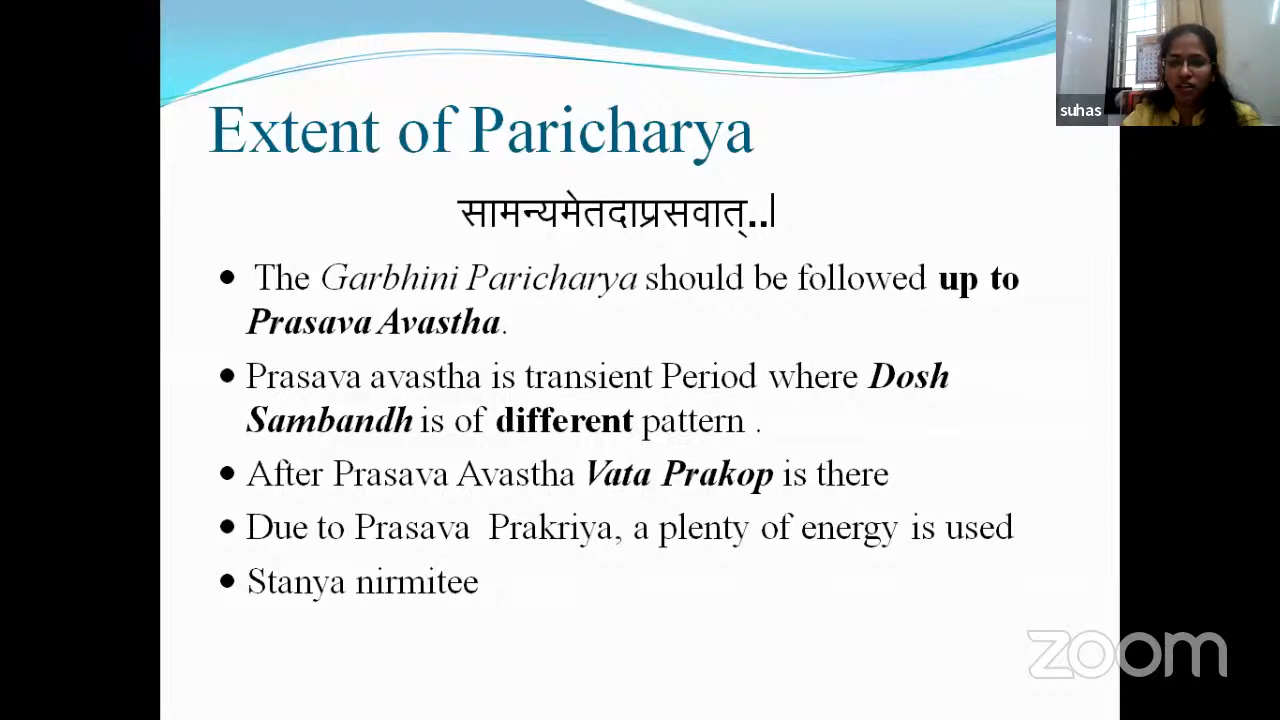 suhas
Extent of Paricharya
सामन्यमेतदाप्रसवात्..।
• The Garbhini Paricharya should be followed up to
Prasava Avastha.
• Prasava avastha is transient Period where Dosh
Sambandh is of different pattern .
• After Prasava Avastha Vata Prakop is there
• Due to Prasava Prakriya, a plenty of energy is used
• Stanya nirmitee
zoom